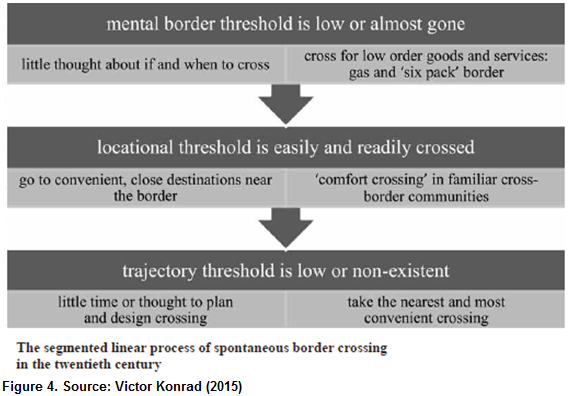 mental border threshold is low or almost gone
little thought about if and when to cross
cross for low order goods and services:
gas and ‘six pack’ border
locational threshold is easily and readily crossed
go to convenient, close destinations near
the border
‘comfort crossing’ in familiar cross-
border communities
trajectory threshold is low or non-existent
little time or thought to plan
and design crossing
take the nearest and most
convenient crossing
The segmented linear process of spontaneous border crossing
in the twentieth century
Figure 4. Source: Victor Konrad (2015)